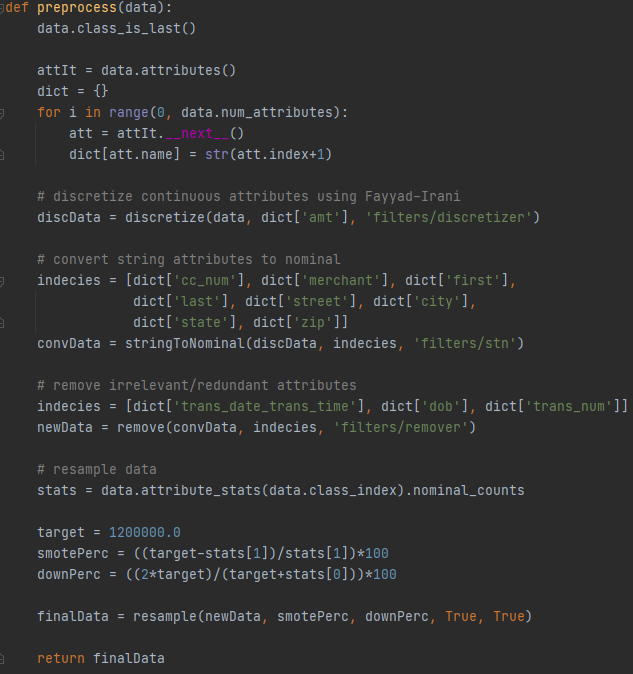 def preprocess(data):
    data.class_is_last()

    attIt = data.attributes()
    dict = {}
    for i in range(0, data.num_attributes):
        att = attIt.__next__()
        dict[att.name] = str(att.index+1)

    # discretize continuous attributes using Fayyad-Irani
    discData = discretize(data, dict['amt'], 'filters/discretizer')

    # convert string attributes to nominal
    indecies = [dict['cc_num'], dict['merchant'], dict['first'],
                dict['last'], dict['street'], dict['city'],
                dict['state'], dict['zip']]
    convData = stringToNominal(discData, indecies, 'filters/stn')

    # remove irrelevant/redundant attributes
    indecies = [dict['trans_date_trans_time'], dict['dob'], dict['trans_num']]
    newData = remove(convData, indecies, 'filters/remover')

    # resample data
    stats = data.attribute_stats(data.class_index).nominal_counts

    target = 1200000.0
    smotePerc = ((target-stats[1])/stats[1])*100
    downPerc = ((2*target)/(target+stats[0]))*100

    finalData = resample(newData, smotePerc, downPerc, True, True)

    return finalData